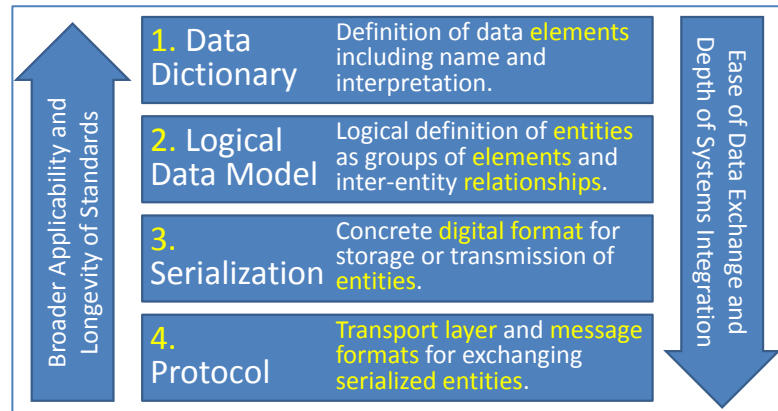 Broader Applicability and
Longevity of Standards
1. Data
Dictionary
Definition of data elements
including name and
interpretation.
2. Logical
Data Model
Logical definition of entities
as groups of elements and
inter-entity relationships.
3.
Serialization
Concrete digital format for
storage or transmission of
entities.
4.
Protocol
Transport layer and message
formats for exchanging
serialized entities.
Ease of Data Exchange and
Depth of Systems Integration